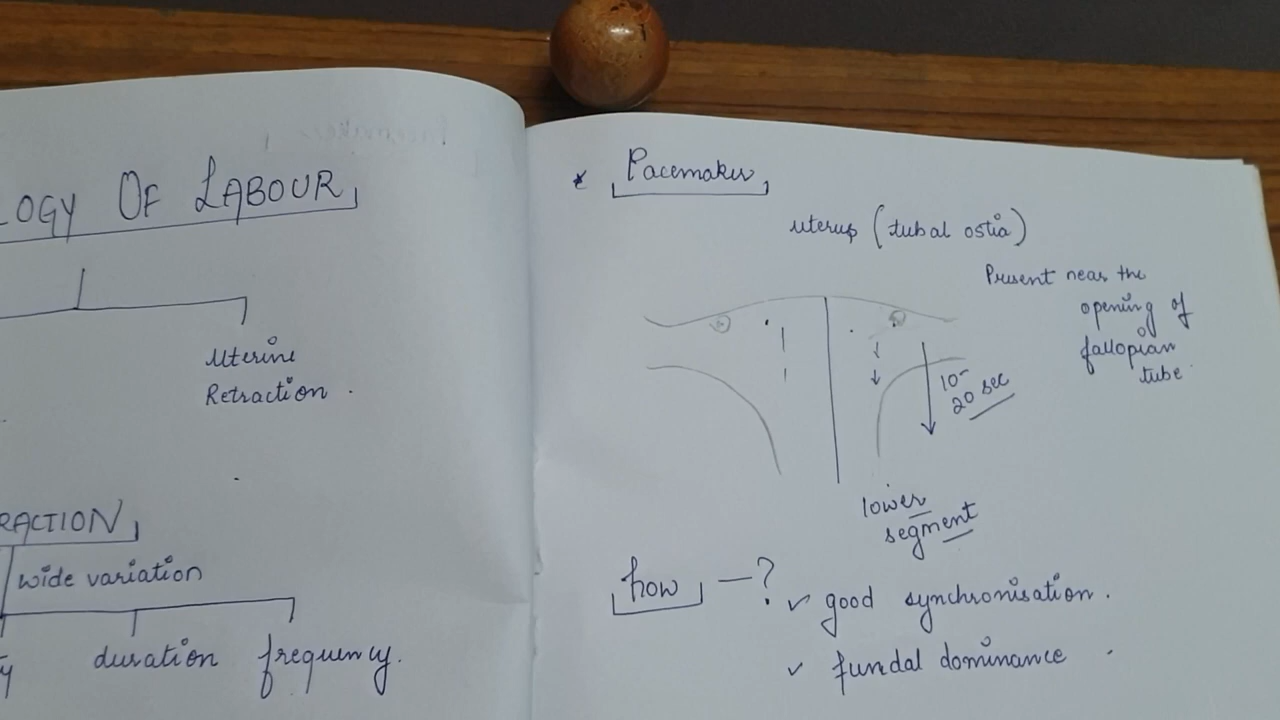 LOGY OF LABOUR
Uterine
Retraction.
RACTION
wide variation
ty duration frequency.
* Pacemaker
uterus (tubal ostia)
Present near the
opening of
fallopian
tube.
10-
20 sec
lower
segment
how —?
✓ good synchronisation.
✓ fundal dominance.